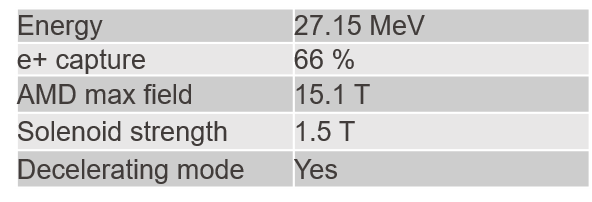 Energy 27.15 MeV
e+ capture 66 %
AMD max field 15.1 T
Solenoid strength 1.5 T
Decelerating mode Yes